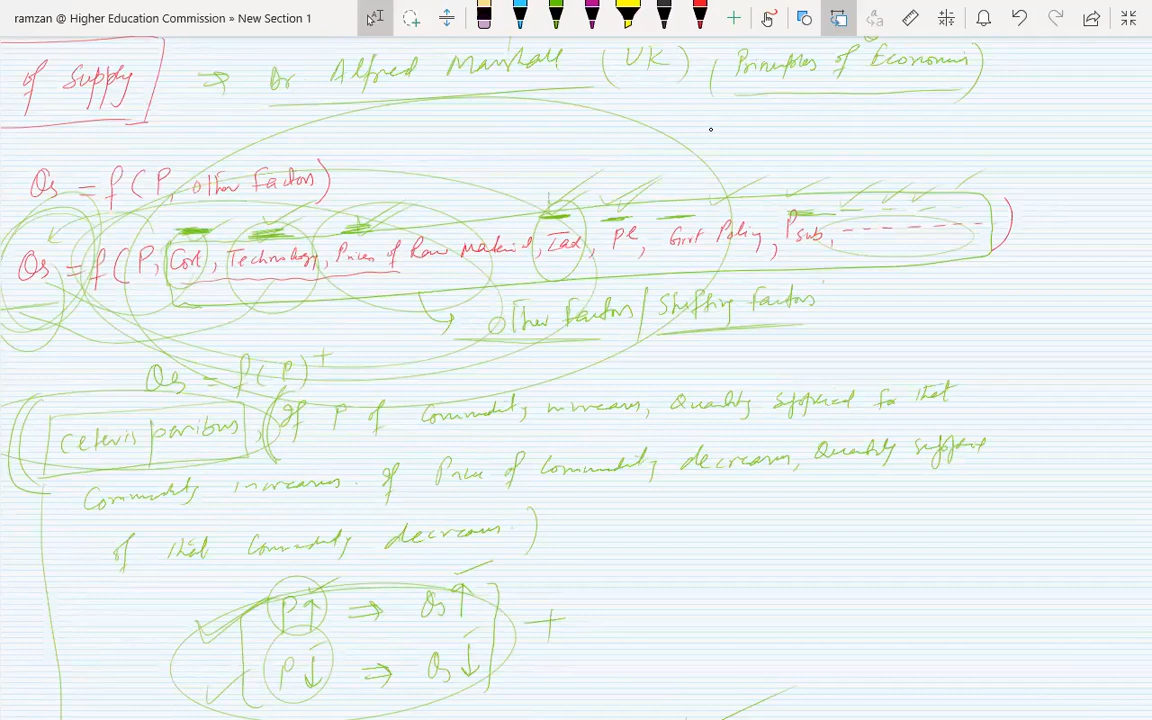 ramzan @ Higher Education Commission » New Section 1
of Supply → Dr Alfred Marshall (UK) (Principles of Economics)
Qs = f(P, other factors)
Qs = f(P, Cost, Technology, Prices of Raw Material, Tax, Pe, Govt Policy, Psub, ---------)
other factors / Shifting factors
Qs = f(P)+
Ceteris paribus, (If P of Commodity increases, Quantity supplied for that
Commodity increases. If Price of Commodity decreases, Quantity supplied
of that Commodity decreases.)
P↑ ⇒ Qs↑
+
P↓ ⇒ Qs↓